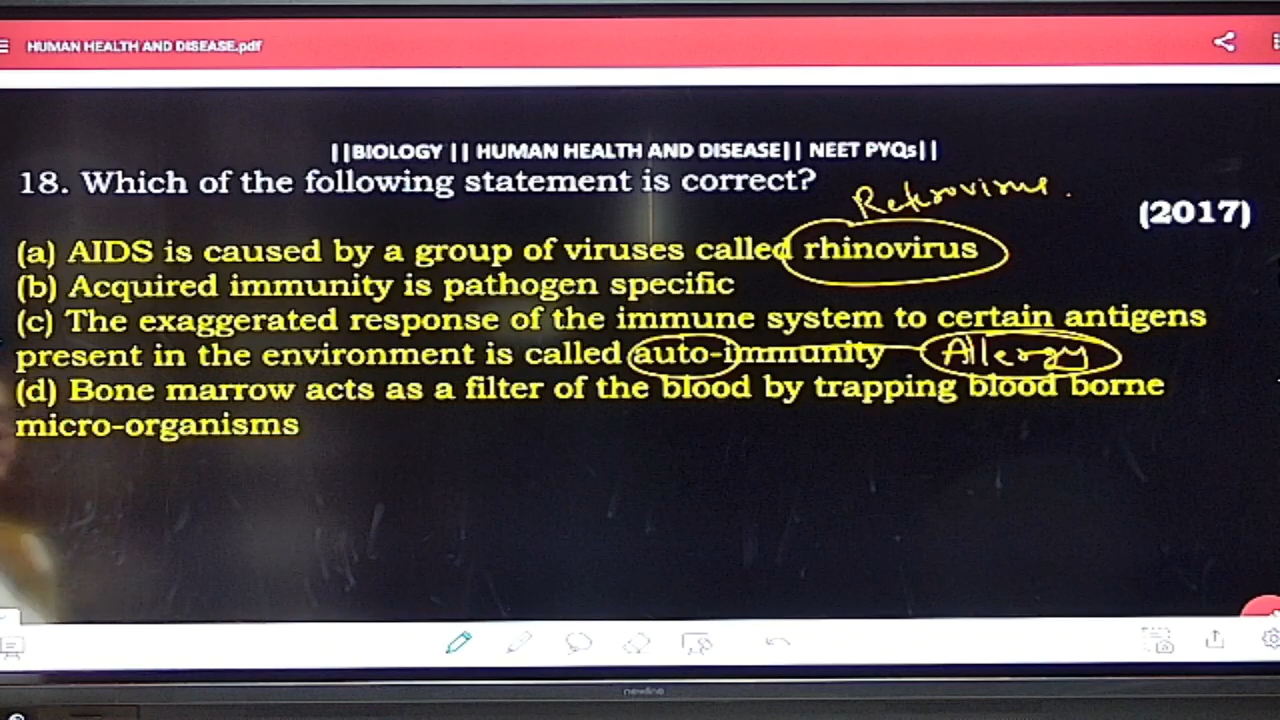 HUMAN HEALTH AND DISEASE.pdf
||BIOLOGY || HUMAN HEALTH AND DISEASE|| NEET PYQs||
18. Which of the following statement is correct?
Retrovirus.
(2017)
(a) AIDS is caused by a group of viruses called rhinovirus
(b) Acquired immunity is pathogen specific
(c) The exaggerated response of the immune system to certain antigens
present in the environment is called auto-immunity Allergy
(d) Bone marrow acts as a filter of the blood by trapping blood borne
micro-organisms
newline